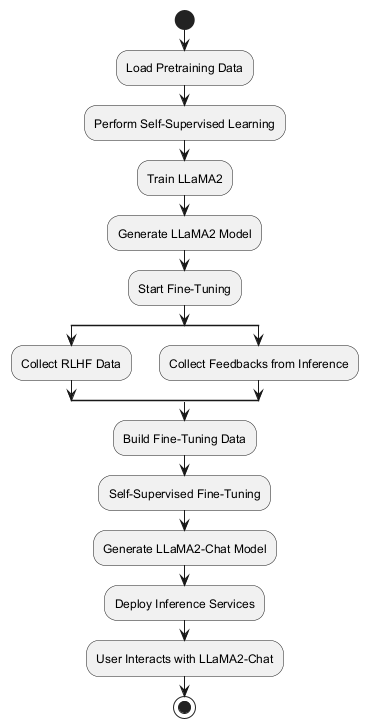 Load Pretraining Data
Perform Self-Supervised Learning
Train LLaMA2
Generate LLaMA2 Model
Start Fine-Tuning
Collect RLHF Data
Collect Feedbacks from Inference
Build Fine-Tuning Data
Self-Supervised Fine-Tuning
Generate LLaMA2-Chat Model
Deploy Inference Services
User Interacts with LLaMA2-Chat